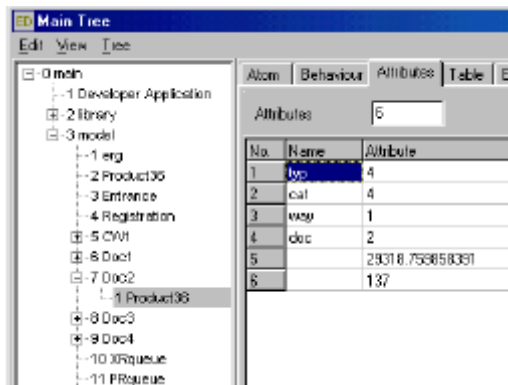 ED Main Tree
Edit View Tree
0 main
1 Developer Application
2 library
3 model
1 erg
2 Product36
3 Entrance
4 Registration
5 CW1
6 Doc1
7 Doc2
1 Product36
8 Doc3
9 Doc4
10 XRqueue
11 PRqueue
Atom Behaviour Attributes Table E
Attributes 6
No. Name Attribute
1 typ 4
2 cat 4
3 way 1
4 doc 2
5 29318.759858391
6 137